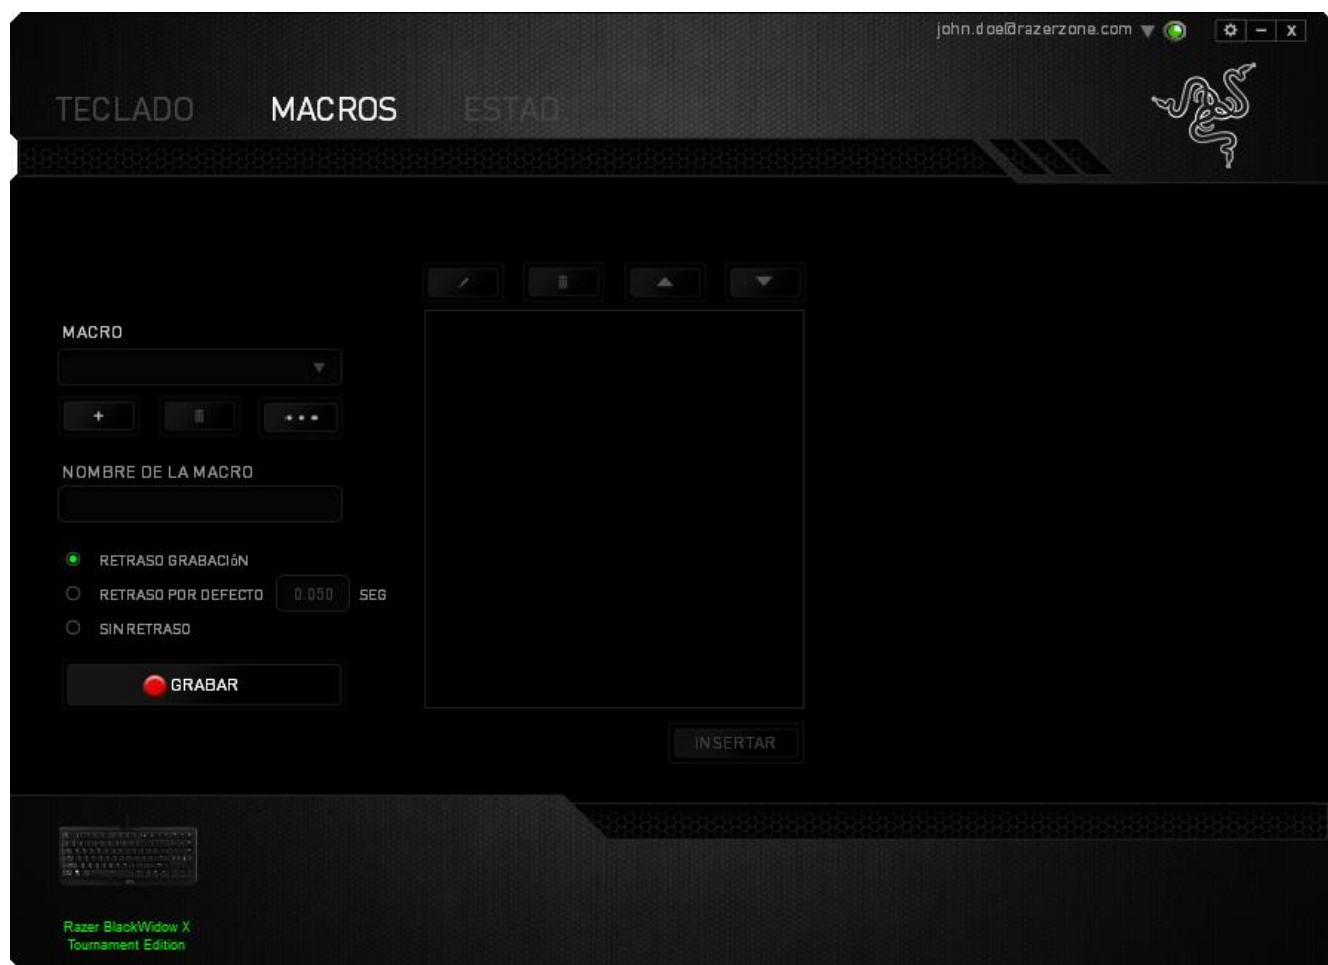 john.doe@razerzone.com
TECLADO MACROS ESTAD.
MACRO
NOMBRE DE LA MACRO
RETRASO GRABACIóN
RETRASO POR DEFECTO 0.050 SEG
SIN RETRASO
GRABAR
INSERTAR
Razer BlackWidow X
Tournament Edition